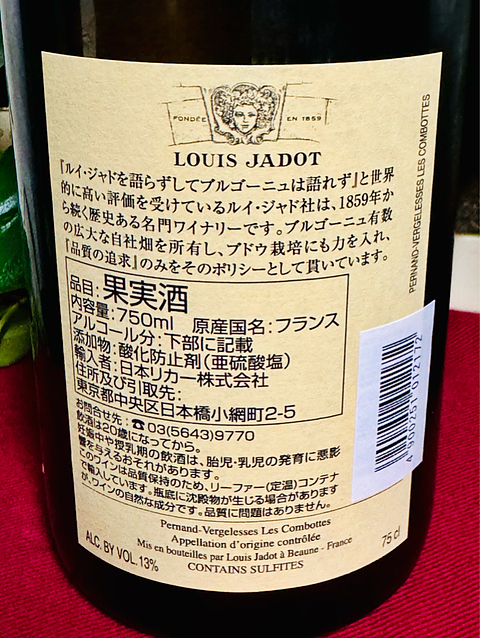 FONDÉE EN 1859
LOUIS JADOT
『ルイ・ジャドを語らずしてブルゴーニュは語れず』と世界
的に高い評価を受けているルイ・ジャド社は、1859年か
ら続く歴史ある名門ワイナリーです。ブルゴーニュ有数
の広大な自社畑を所有し、ブドウ栽培にも力を入れ、
『品質の追求』のみをそのポリシーとして貫いています。
品目:果実酒
内容量:750ml 原産国名:フランス
アルコール分:下部に記載
添加物:酸化防止剤(亜硫酸塩)
輸入者:日本リカー株式会社
住所及び引取先:
東京都中央区日本橋小網町2-5
お問合せ先:☎03(5643)9770
飲酒は20歳になってから。
妊娠中や授乳期の飲酒は、胎児・乳児の発育に悪影
響を与えるおそれがあります。
このワインは品質保持のため、リーファー(定温)コンテナ
で輸入しています。瓶底に沈殿物が生じる場合があります
が、ワインの自然な成分です。品質に問題はありません。
Pernand-Vergelesses Les Combottes
Appellation d'origine contrôlée
Mis en bouteilles par Louis Jadot à Beaune - France
CONTAINS SULFITES
ALC. BY VOL. 13%
75 cl
PERNAND-VERGELESSES LES COMBOTTES
4 900251 012772